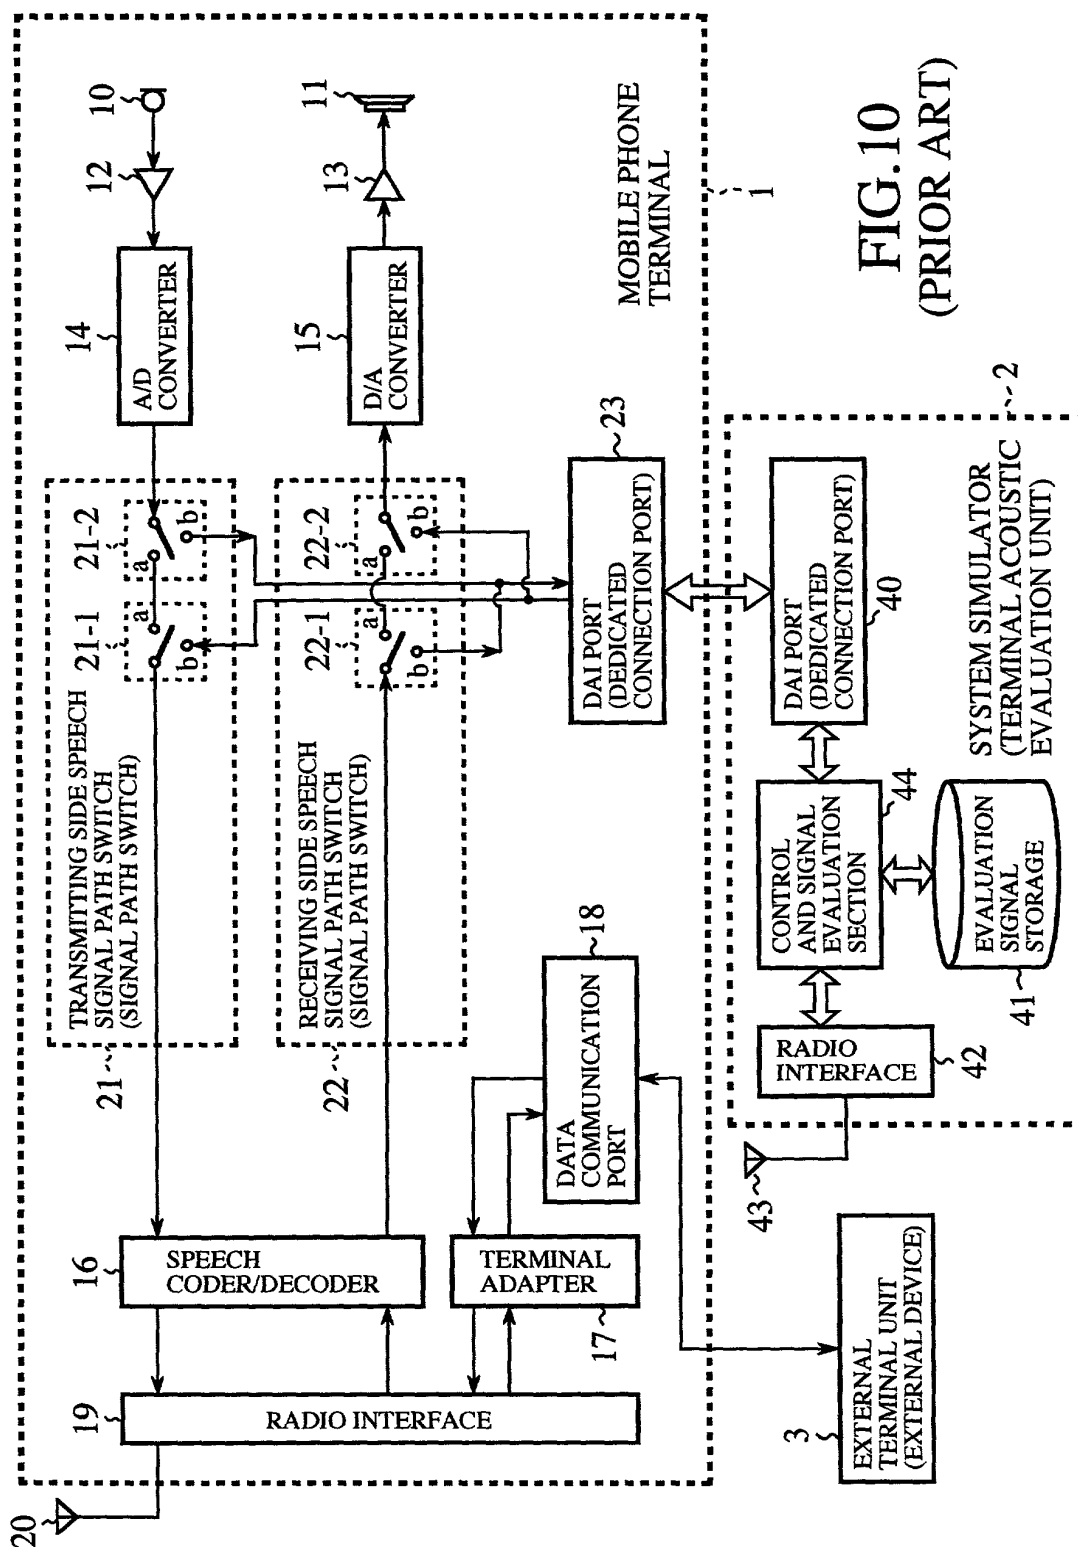 20
19
RADIO INTERFACE
16
SPEECH
CODER/DECODER
TERMINAL
ADAPTER
17
DATA
COMMUNICATION
PORT
18
21
TRANSMITTING SIDE SPEECH
SIGNAL PATH SWITCH
(SIGNAL PATH SWITCH)
21-1
a
b
21-2
a
b
22
RECEIVING SIDE SPEECH
SIGNAL PATH SWITCH
(SIGNAL PATH SWITCH)
22-1
a
b
22-2
b
14
A/D
CONVERTER
12
10
15
D/A
CONVERTER
13
11
DAI PORT
(DEDICATED
CONNECTION PORT)
23
MOBILE PHONE
TERMINAL
1
3
EXTERNAL
TERMINAL UNIT
(EXTERNAL DEVICE)
43
RADIO
INTERFACE
42
CONTROL
AND SIGNAL
EVALUATION
SECTION
44
41
EVALUATION
SIGNAL
STORAGE
DAI PORT
(DEDICATED
CONNECTION PORT)
40
SYSTEM SIMULATOR
(TERMINAL ACOUSTIC
EVALUATION UNIT)
2
FIG.10
(PRIOR ART)